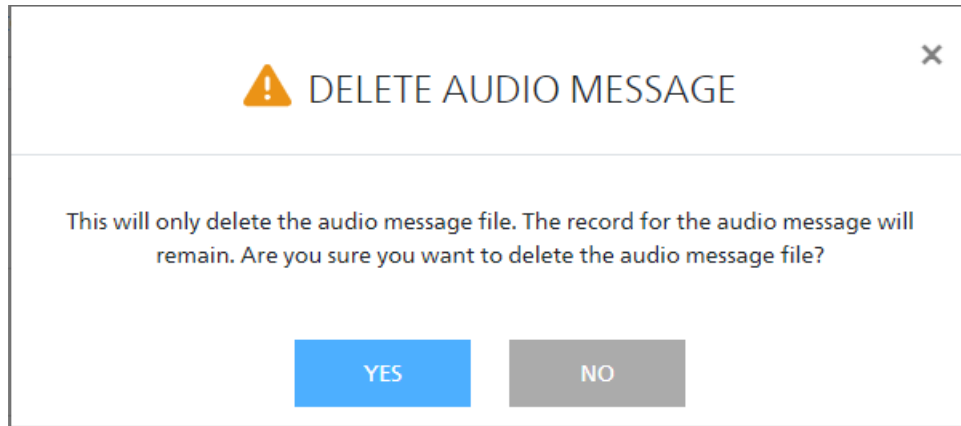 DELETE AUDIO MESSAGE
This will only delete the audio message file. The record for the audio message will
remain. Are you sure you want to delete the audio message file?
YES NO